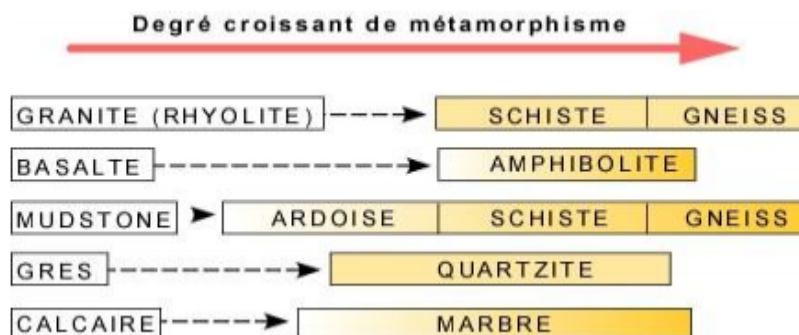 Degré croissant de métamorphisme
GRANITE (RHYOLITE) SCHISTE GNEISS
BASALTE AMPHIBOLITE
MUDSTONE ARDOISE SCHISTE GNEISS
GRES QUARTZITE
CALCAIRE MARBRE